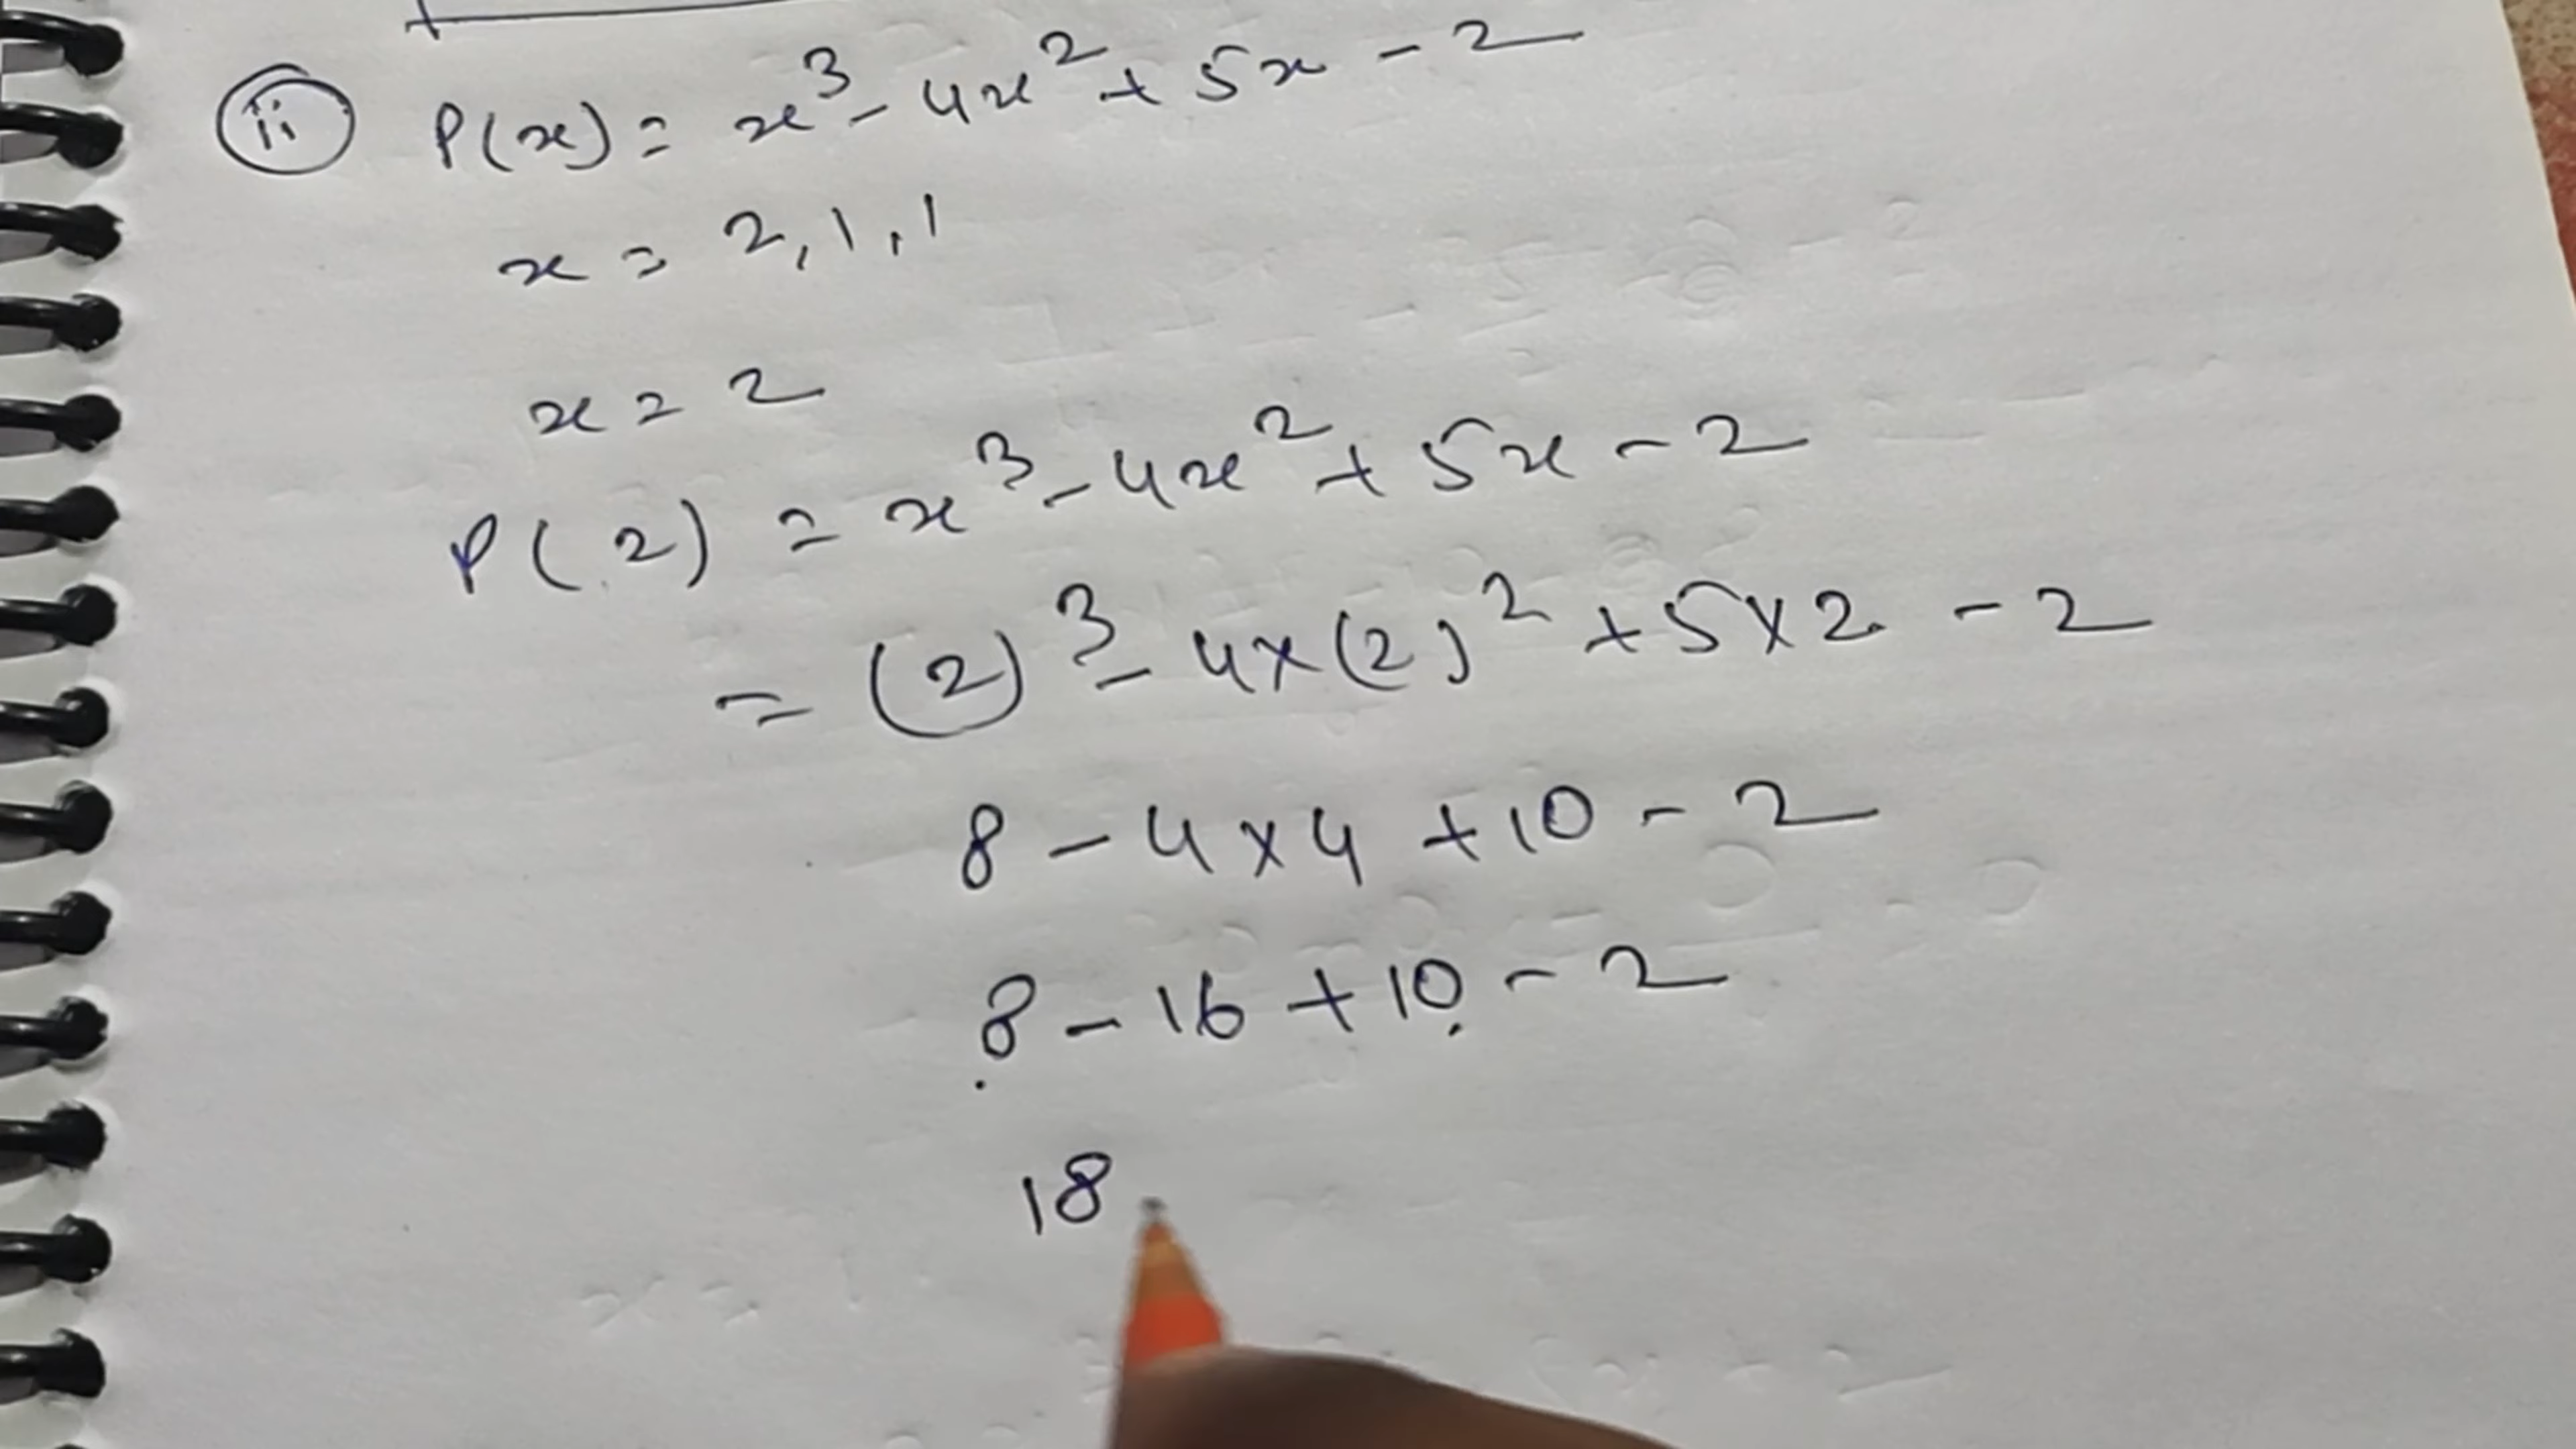 (ii) P(x) = x³ - 4x² + 5x - 2
x = 2, 1, 1
x = 2
P(2) = x³ - 4x² + 5x - 2
= (2)³ - 4×(2)² + 5×2 - 2
8 - 4×4 + 10 - 2
8 - 16 + 10 - 2
18